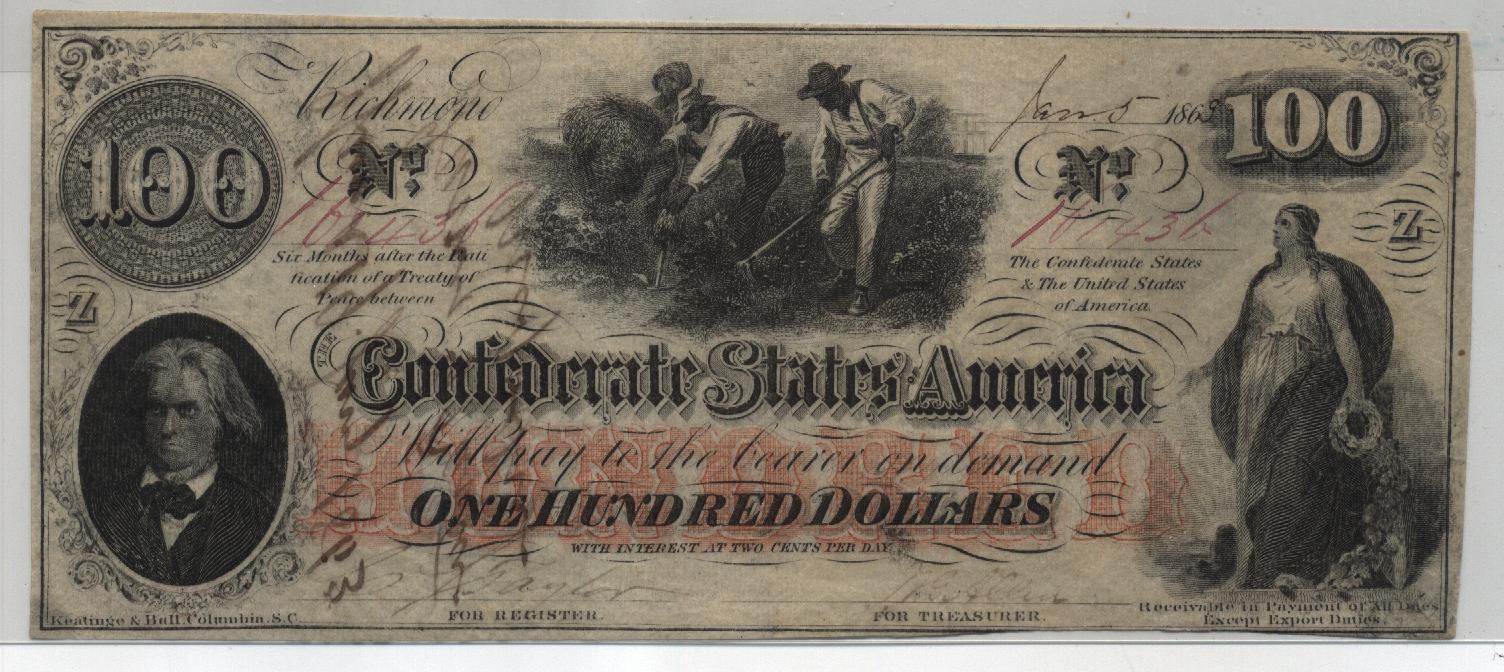 Richmond
Jan. 5 1863
100
100
No.
No.
Six Months after the Rati
fication of a Treaty of
Peace between
The Confederate States
& The United States
of America.
Z
Z
THE
Confederate States America
Will pay to the bearer on demand
HUNDRED
ONE HUNDRED DOLLARS
WITH INTEREST AT TWO CENTS PER DAY
FOR REGISTER.
FOR TREASURER.
Keatinge & Ball, Columbia, S.C.
Receivable in Payment of All Dues
Except Export Duties.